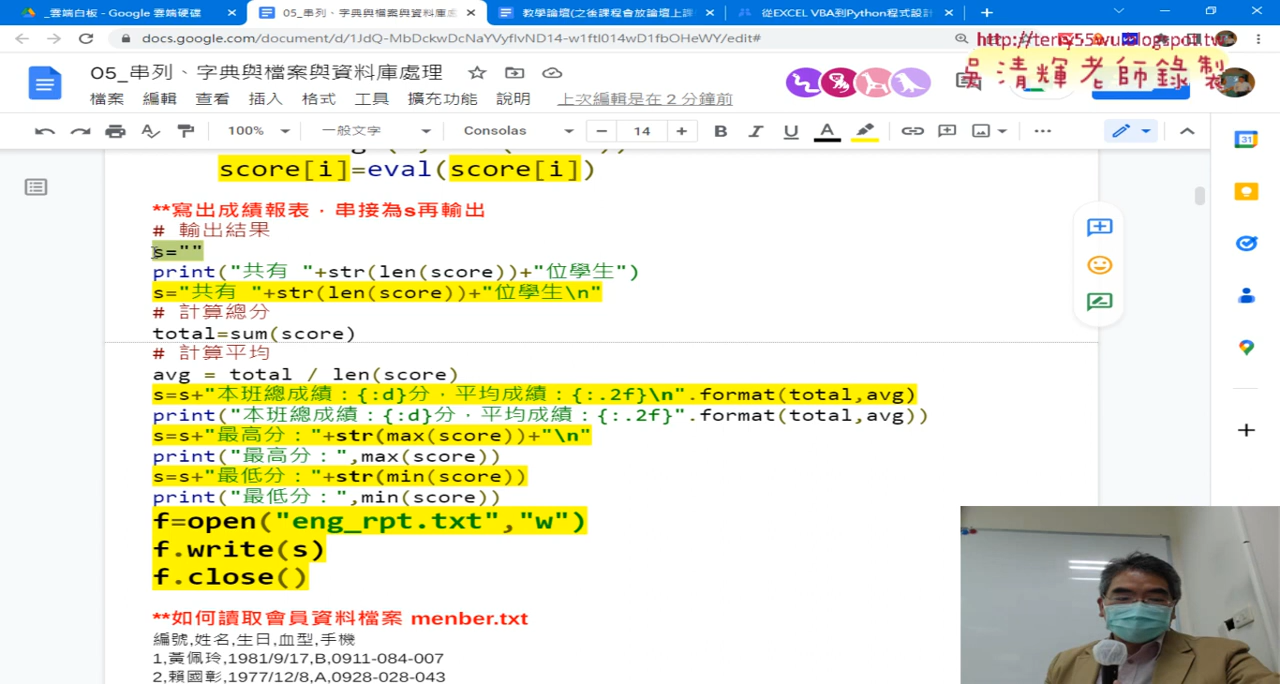 _雲端白板 - Google 雲端硬碟
05_串列、字典與檔案與資料庫處
教學論壇(之後課程會放論壇上課
從EXCEL VBA到Python程式設計
docs.google.com/document/d/1JdQ-MbDckwDcNaYVyflvND14-w1ftl014wD1fbOHeWY/edit#
http://terry55wu.blogspot.tw
吳清輝老師錄製
05_串列、字典與檔案與資料庫處理
檔案 編輯 查看 插入 格式 工具 擴充功能 說明 上次編輯是在 2 分鐘前
100% 一般文字 Consolas 14 B I U A
31
score[i]=eval(score[i])
**寫出成績報表，串接為s再輸出
# 輸出結果
s=""
print("共有 "+str(len(score))+"位學生")
s="共有 "+str(len(score))+"位學生\n"
# 計算總分
total=sum(score)
# 計算平均
avg = total / len(score)
s=s+"本班總成績：{:d}分，平均成績：{:.2f}\n".format(total,avg)
print("本班總成績：{:d}分，平均成績：{:.2f}".format(total,avg))
s=s+"最高分："+str(max(score))+"\n"
print("最高分：",max(score))
s=s+"最低分："+str(min(score))
print("最低分：",min(score))
f=open("eng_rpt.txt","w")
f.write(s)
f.close()
**如何讀取會員資料檔案 menber.txt
編號,姓名,生日,血型,手機
1,黃佩玲,1981/9/17,B,0911-084-007
2,賴國彰,1977/12/8,A,0928-028-043